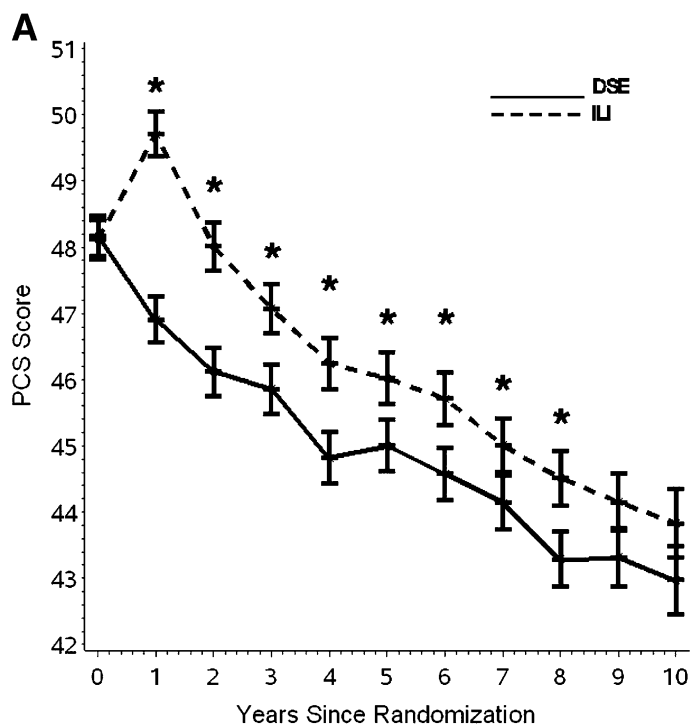 A
51
50
49
48
47
46
45
44
43
42
PCS Score
* * * * * * * *
DSE
ILI
0 1 2 3 4 5 6 7 8 9 10
Years Since Randomization